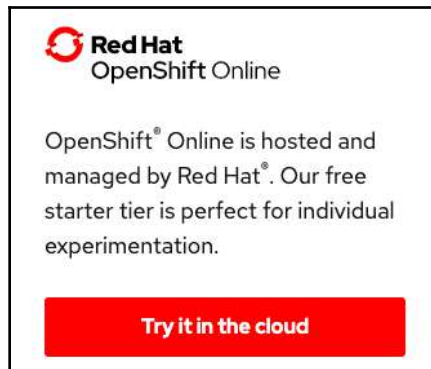 Red Hat
OpenShift Online
OpenShift® Online is hosted and
managed by Red Hat®. Our free
starter tier is perfect for individual
experimentation.
Try it in the cloud